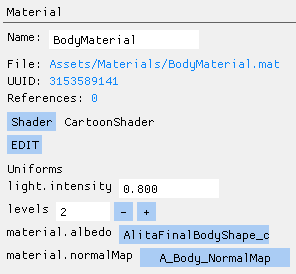 Material
Name: BodyMaterial
File: Assets/Materials/BodyMaterial.mat
UUID: 3153589141
References: 0
Shader CartoonShader
EDIT
Uniforms
light.intensity 0.800
levels 2 - +
material.albedo AlitaFinalBodyShape_c
material.normalMap A_Body_NormalMap